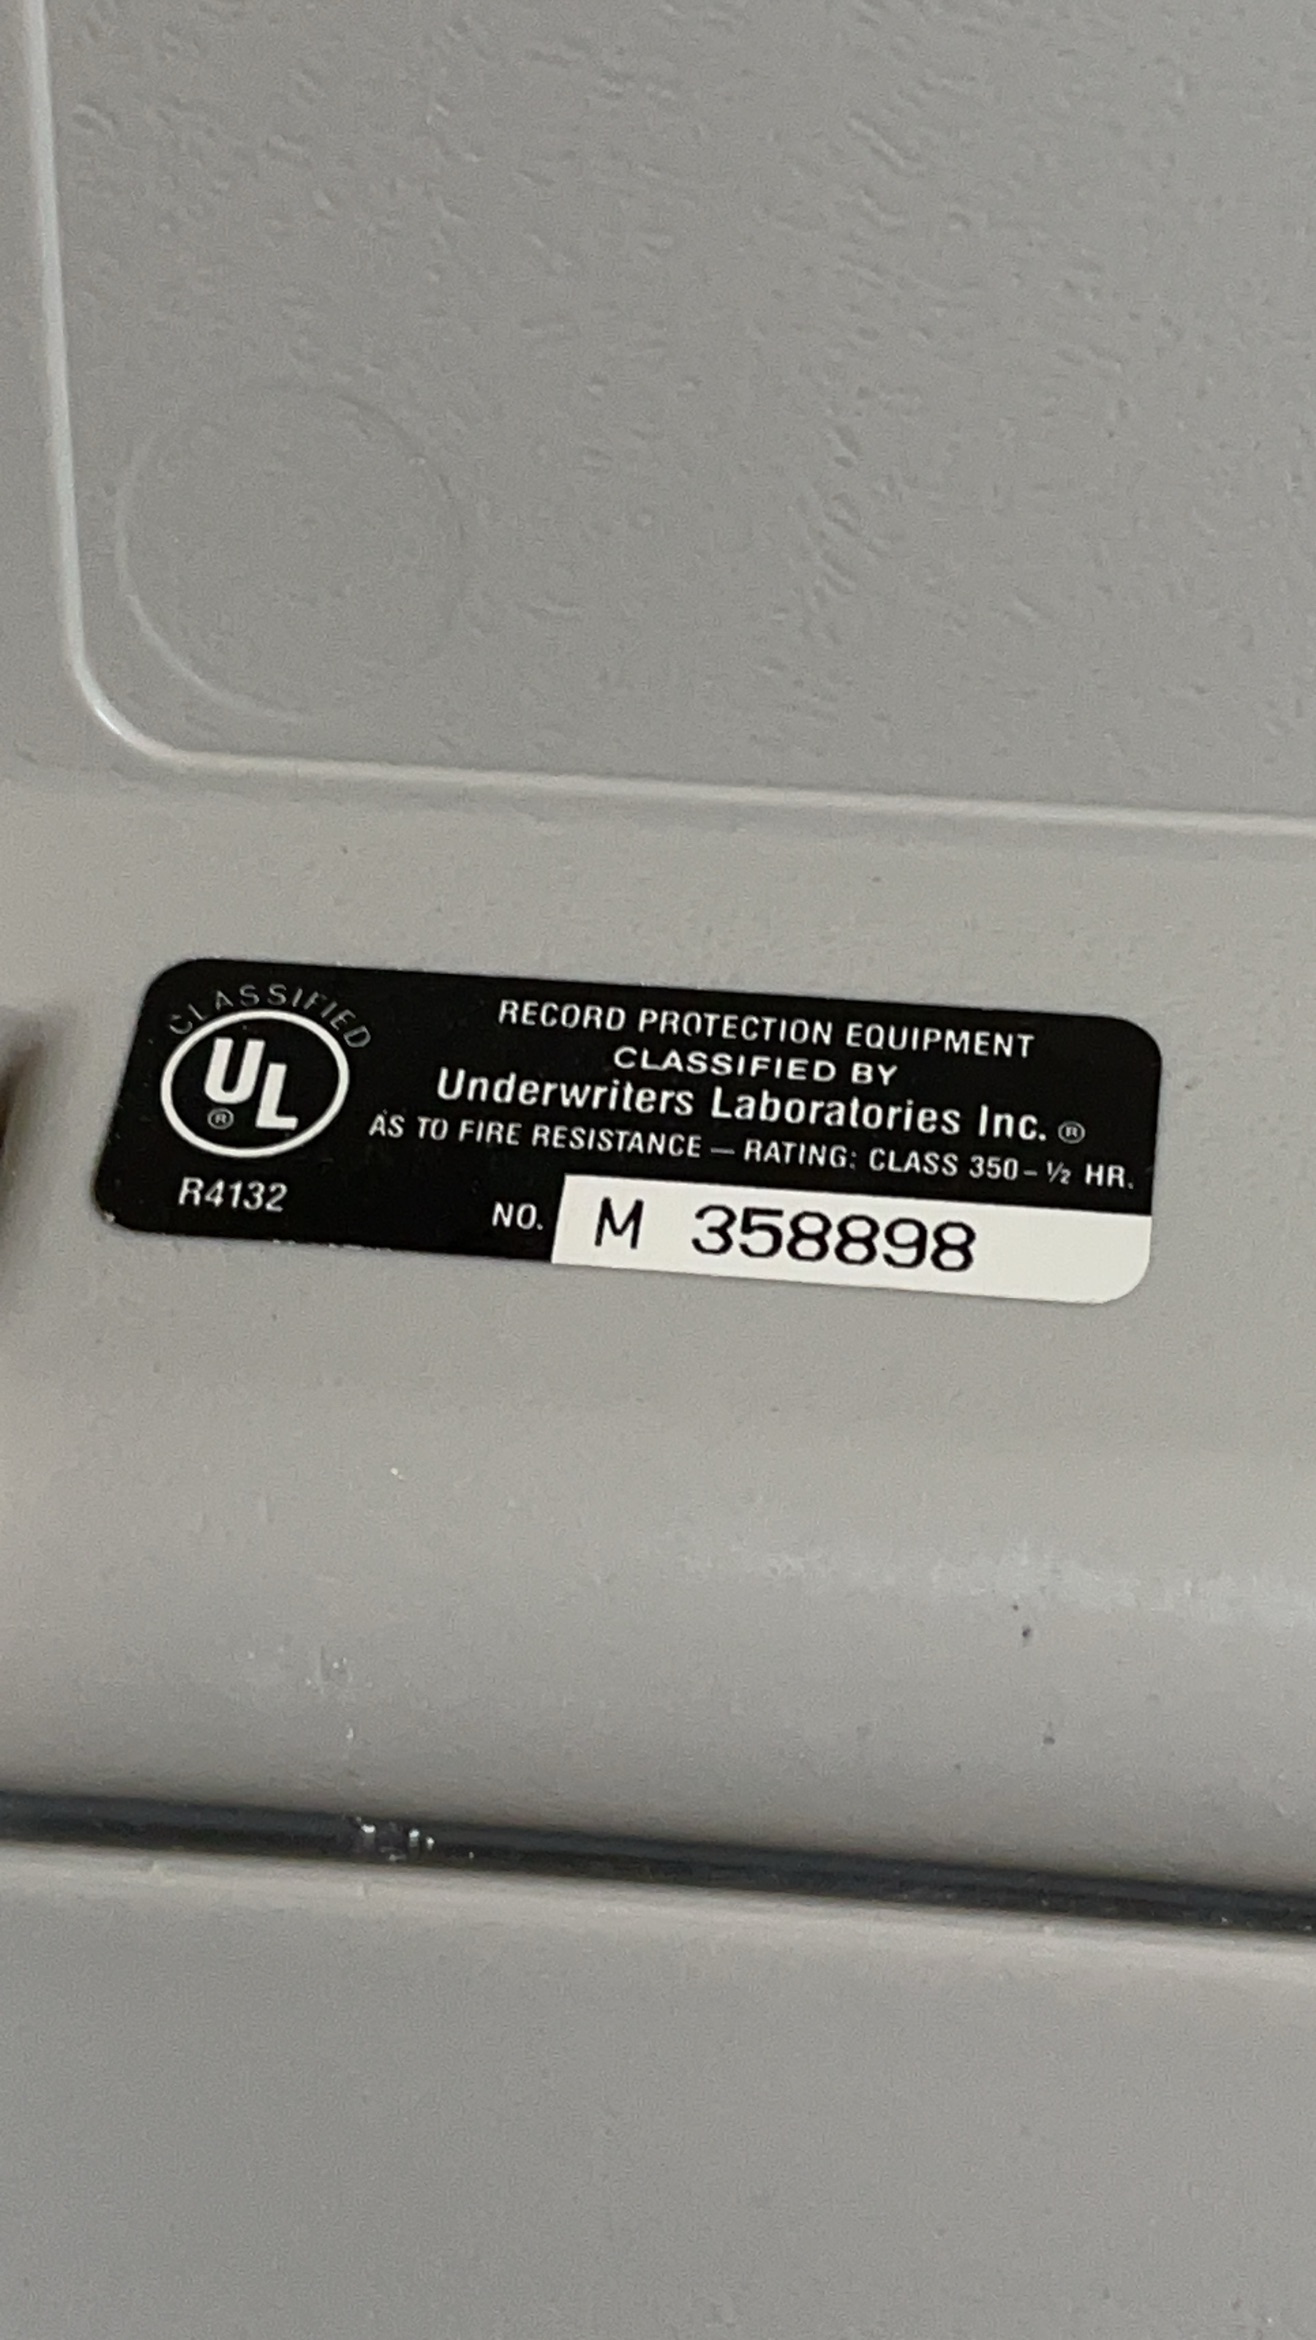 CLASSIFIED
UL ®
R4132
RECORD PROTECTION EQUIPMENT
CLASSIFIED BY
Underwriters Laboratories Inc. ®
AS TO FIRE RESISTANCE — RATING: CLASS 350-½ HR.
NO. M 358898